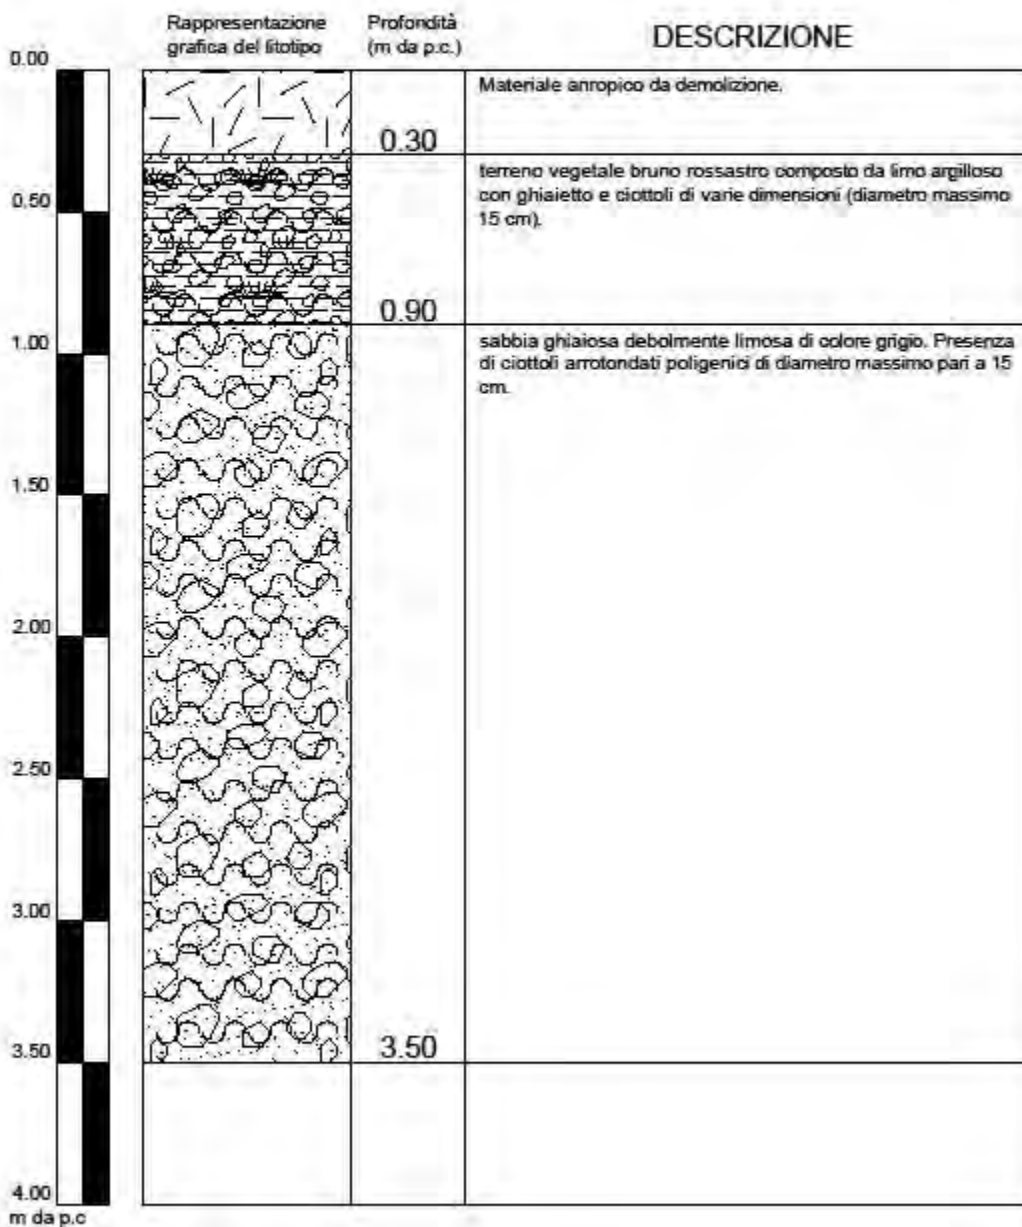 Rappresentazione
grafica del litotipo
Profondità
(m da p.c.)
DESCRIZIONE
0.00
Materiale anropico da demolizione.
0.30
terreno vegetale bruno rossastro composto da limo argilloso
con ghiaietto e ciottoli di varie dimensioni (diametro massimo
15 cm).
0.50
0.90
sabbia ghiaiosa debolmente limosa di colore grigio. Presenza
di ciottoli arrotondati poligenici di diametro massimo pari a 15
cm.
1.00
1.50
2.00
2.50
3.00
3.50
3.50
4.00
m da p.c